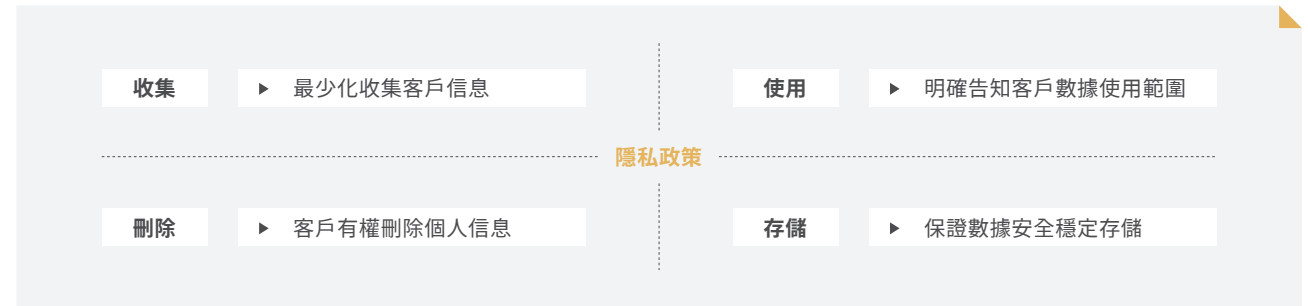 收集
最少化收集客戶信息
使用
明確告知客戶數據使用範圍
隱私政策
刪除
客戶有權刪除個人信息
存儲
保證數據安全穩定存儲